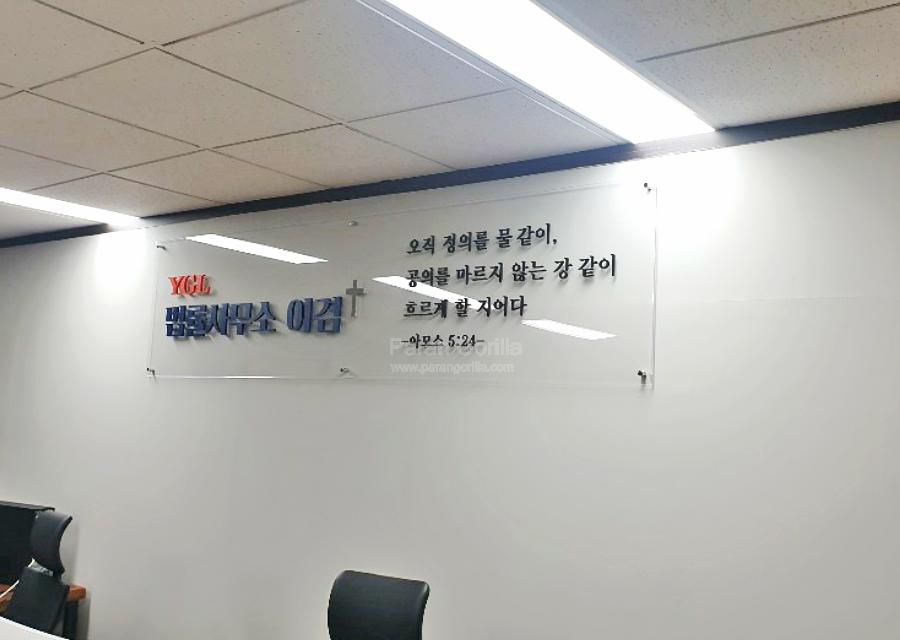 YGL
법률사무소 이검
오직 정의를 물 같이,
공의를 마르지 않는 강 같이
흐르게 할 지어다
-아모스 5:24-
Parangorilla
www.parangorilla.com